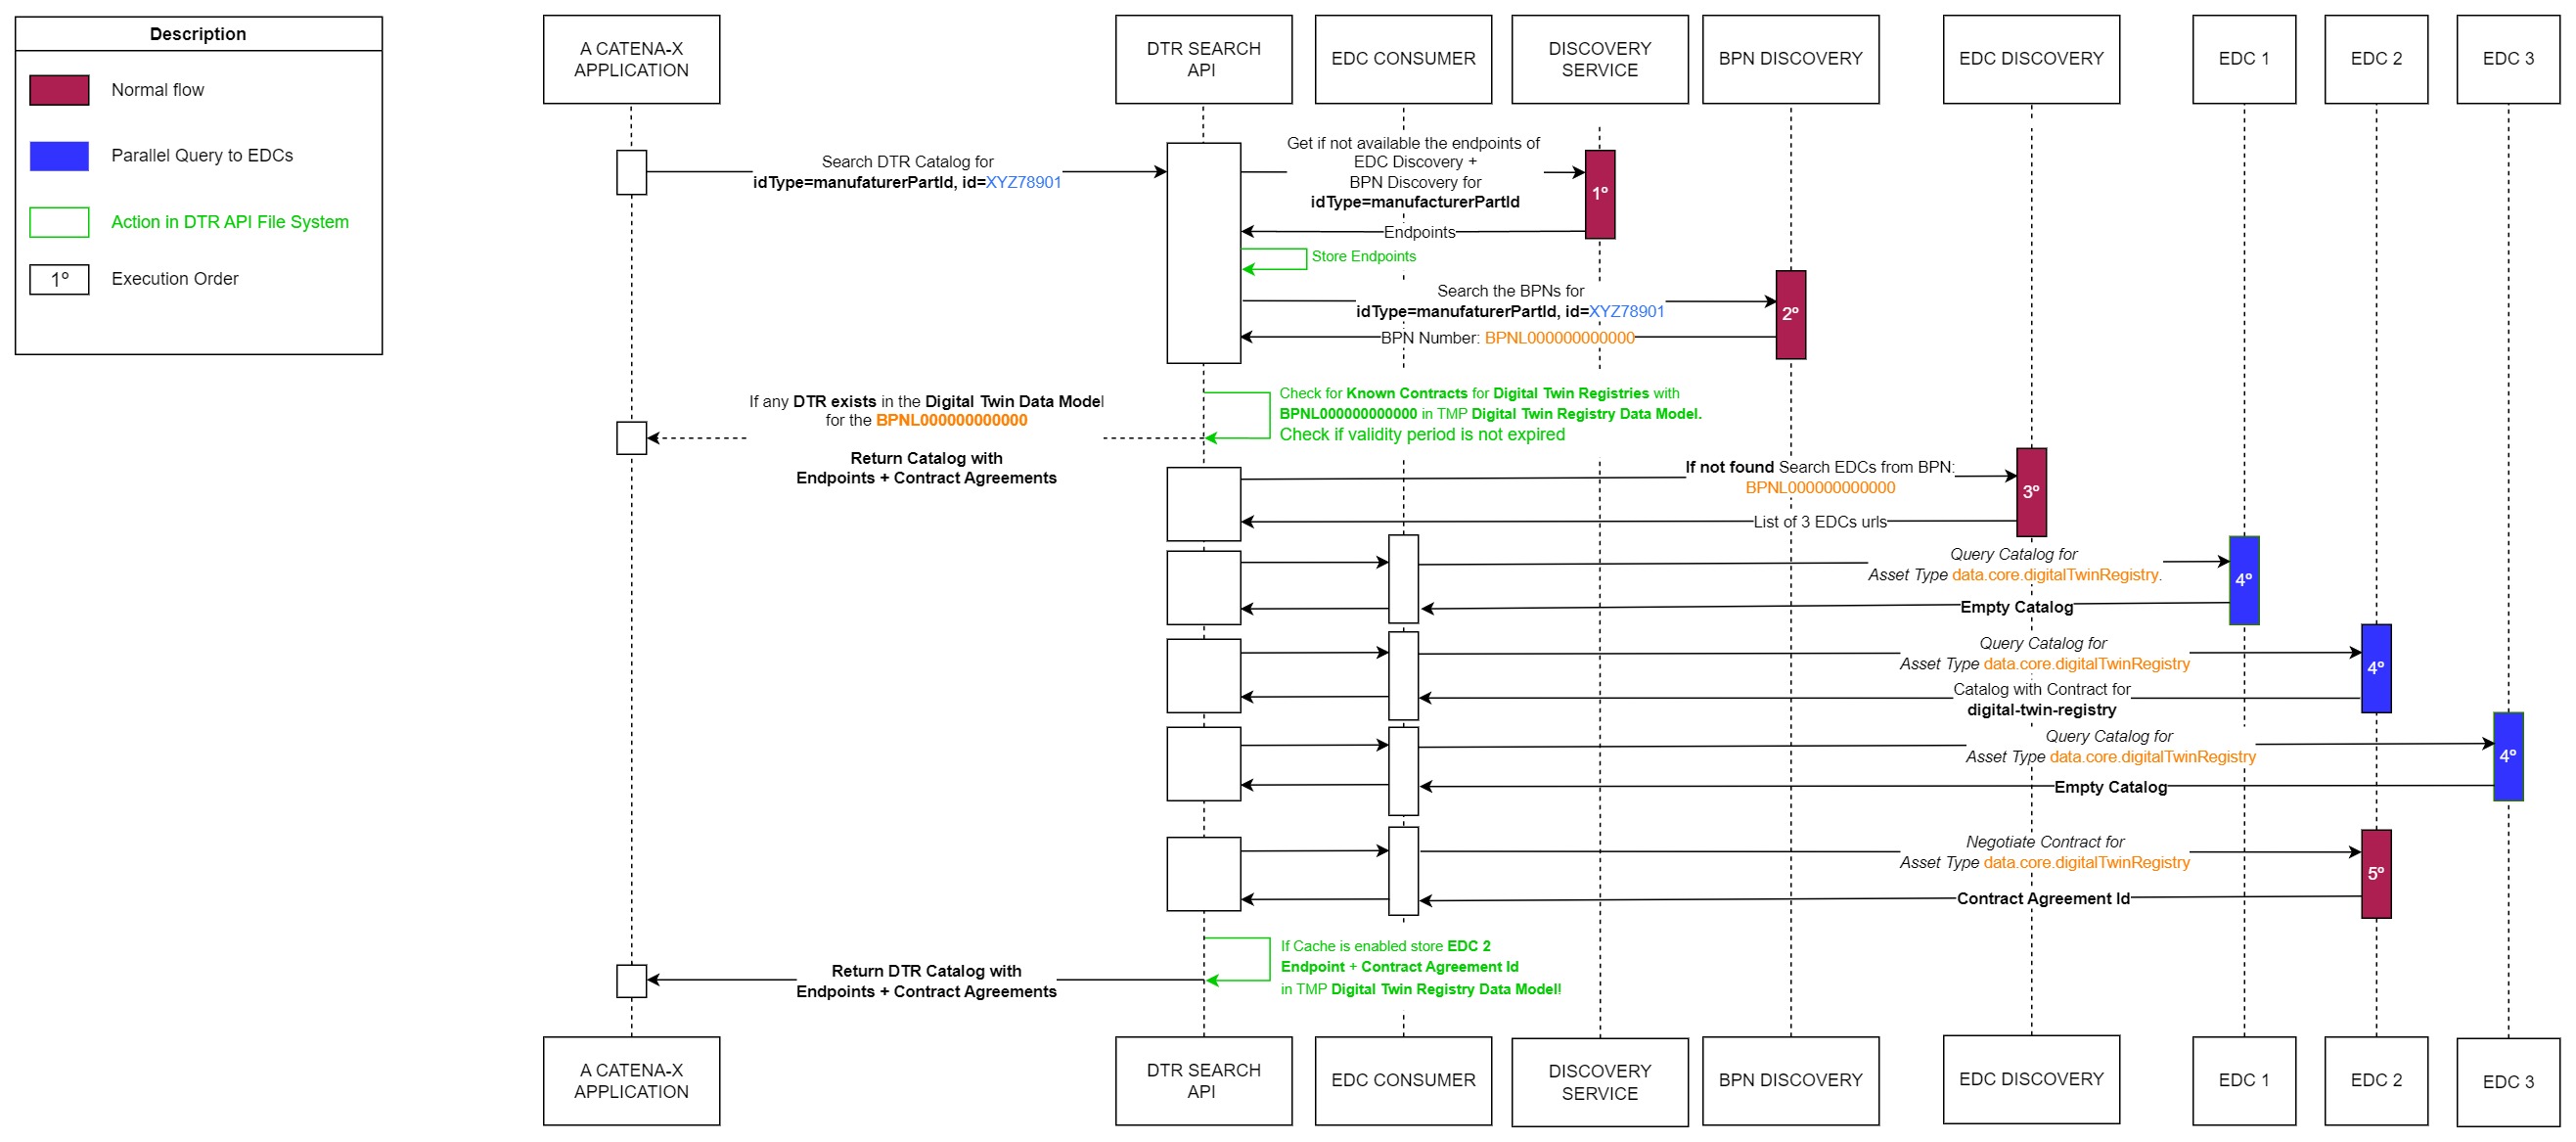 Description
Normal flow
Parallel Query to EDCs
Action in DTR API File System
1º
Execution Order
A CATENA-X
APPLICATION
DTR SEARCH
API
EDC CONSUMER
DISCOVERY
SERVICE
BPN DISCOVERY
EDC DISCOVERY
EDC 1
EDC 2
EDC 3
Search DTR Catalog for
idType=manufaturerPartId, id=XYZ78901
Get if not available the endpoints of
EDC Discovery +
BPN Discovery for
idType=manufacturerPartId
1º
Endpoints
Store Endpoints
Search the BPNs for
idType=manufaturerPartId, id=XYZ78901
2º
BPN Number: BPNL000000000000
Check for Known Contracts for Digital Twin Registries with
BPNL000000000000 in TMP Digital Twin Registry Data Model.
Check if validity period is not expired
If any DTR exists in the Digital Twin Data Model
for the BPNL000000000000
Return Catalog with
Endpoints + Contract Agreements
If not found Search EDCs from BPN:
BPNL000000000000
3º
List of 3 EDCs urls
Query Catalog for
Asset Type data.core.digitalTwinRegistry.
4º
Empty Catalog
Query Catalog for
Asset Type data.core.digitalTwinRegistry
4º
Catalog with Contract for
digital-twin-registry
Query Catalog for
Asset Type data.core.digitalTwinRegistry
4º
Empty Catalog
Negotiate Contract for
Asset Type data.core.digitalTwinRegistry
5º
Contract Agreement Id
If Cache is enabled store EDC 2
Endpoint + Contract Agreement Id
in TMP Digital Twin Registry Data Model!
Return DTR Catalog with
Endpoints + Contract Agreements
A CATENA-X
APPLICATION
DTR SEARCH
API
EDC CONSUMER
DISCOVERY
SERVICE
BPN DISCOVERY
EDC DISCOVERY
EDC 1
EDC 2
EDC 3